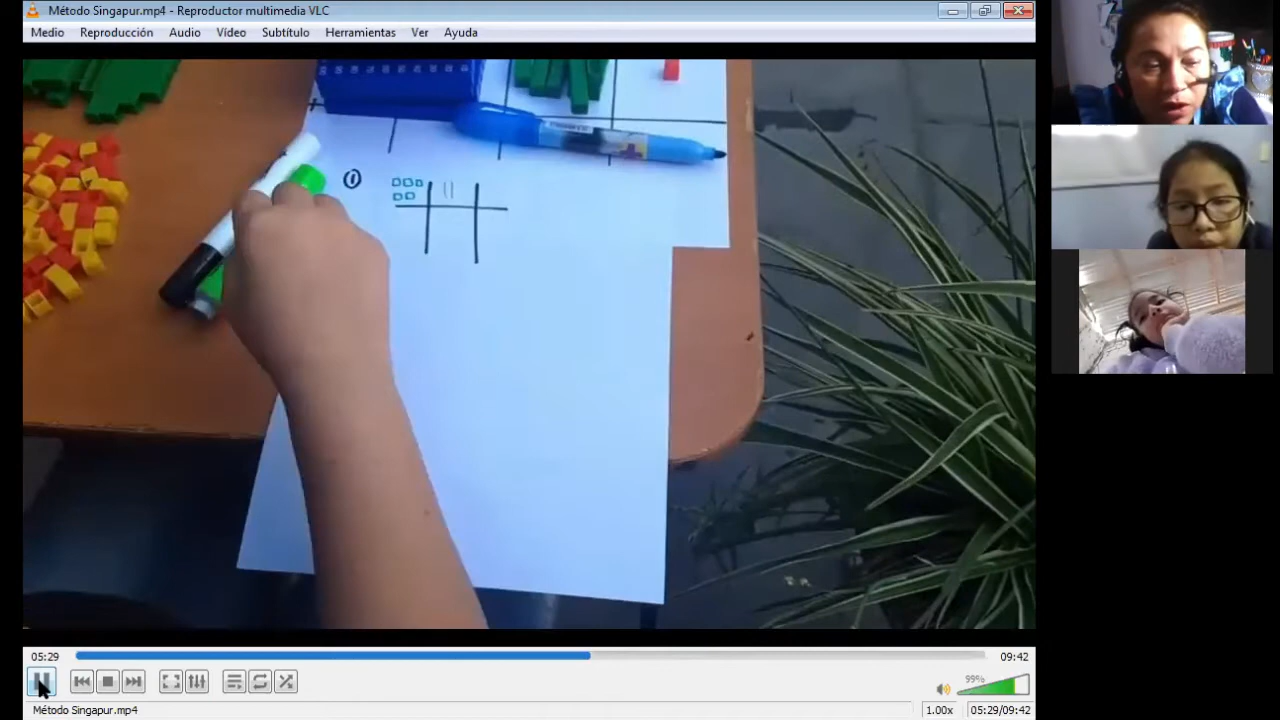 Método Singapur.mp4 - Reproductor multimedia VLC
Medio Reproducción Audio Vídeo Subtítulo Herramientas Ver Ayuda
①
05:29 09:42
99%
Método Singapur.mp4 1.00x 05:29/09:42